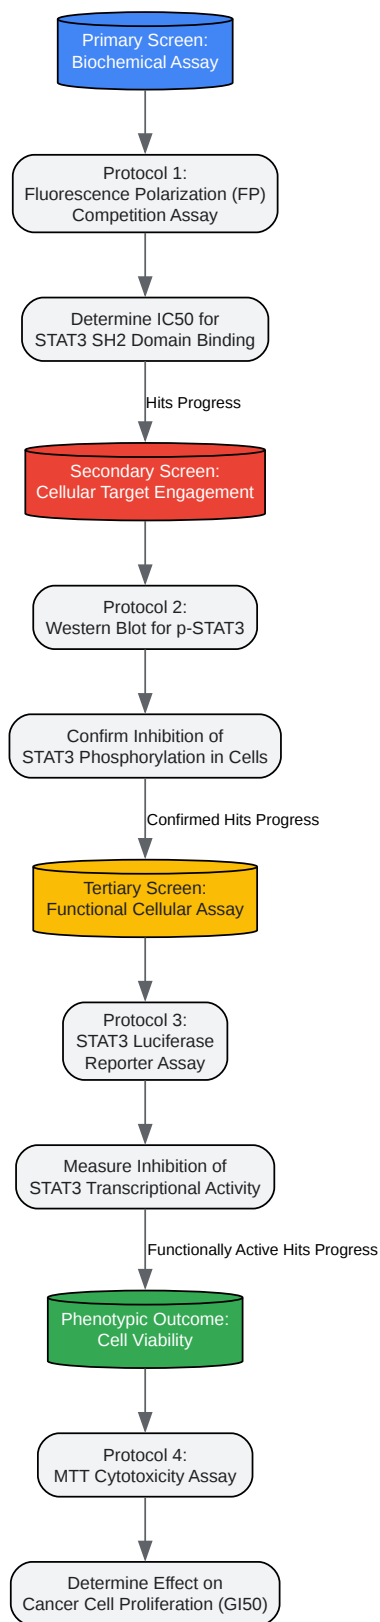 Primary Screen:
Biochemical Assay
Protocol 1:
Fluorescence Polarization (FP)
Competition Assay
Determine IC50 for
STAT3 SH2 Domain Binding
Hits Progress
Secondary Screen:
Cellular Target Engagement
Protocol 2:
Western Blot for p-STAT3
Confirm Inhibition of
STAT3 Phosphorylation in Cells
Confirmed Hits Progress
Tertiary Screen:
Functional Cellular Assay
Protocol 3:
STAT3 Luciferase
Reporter Assay
Measure Inhibition of
STAT3 Transcriptional Activity
Functionally Active Hits Progress
Phenotypic Outcome:
Cell Viability
Protocol 4:
MTT Cytotoxicity Assay
Determine Effect on
Cancer Cell Proliferation (GI50)